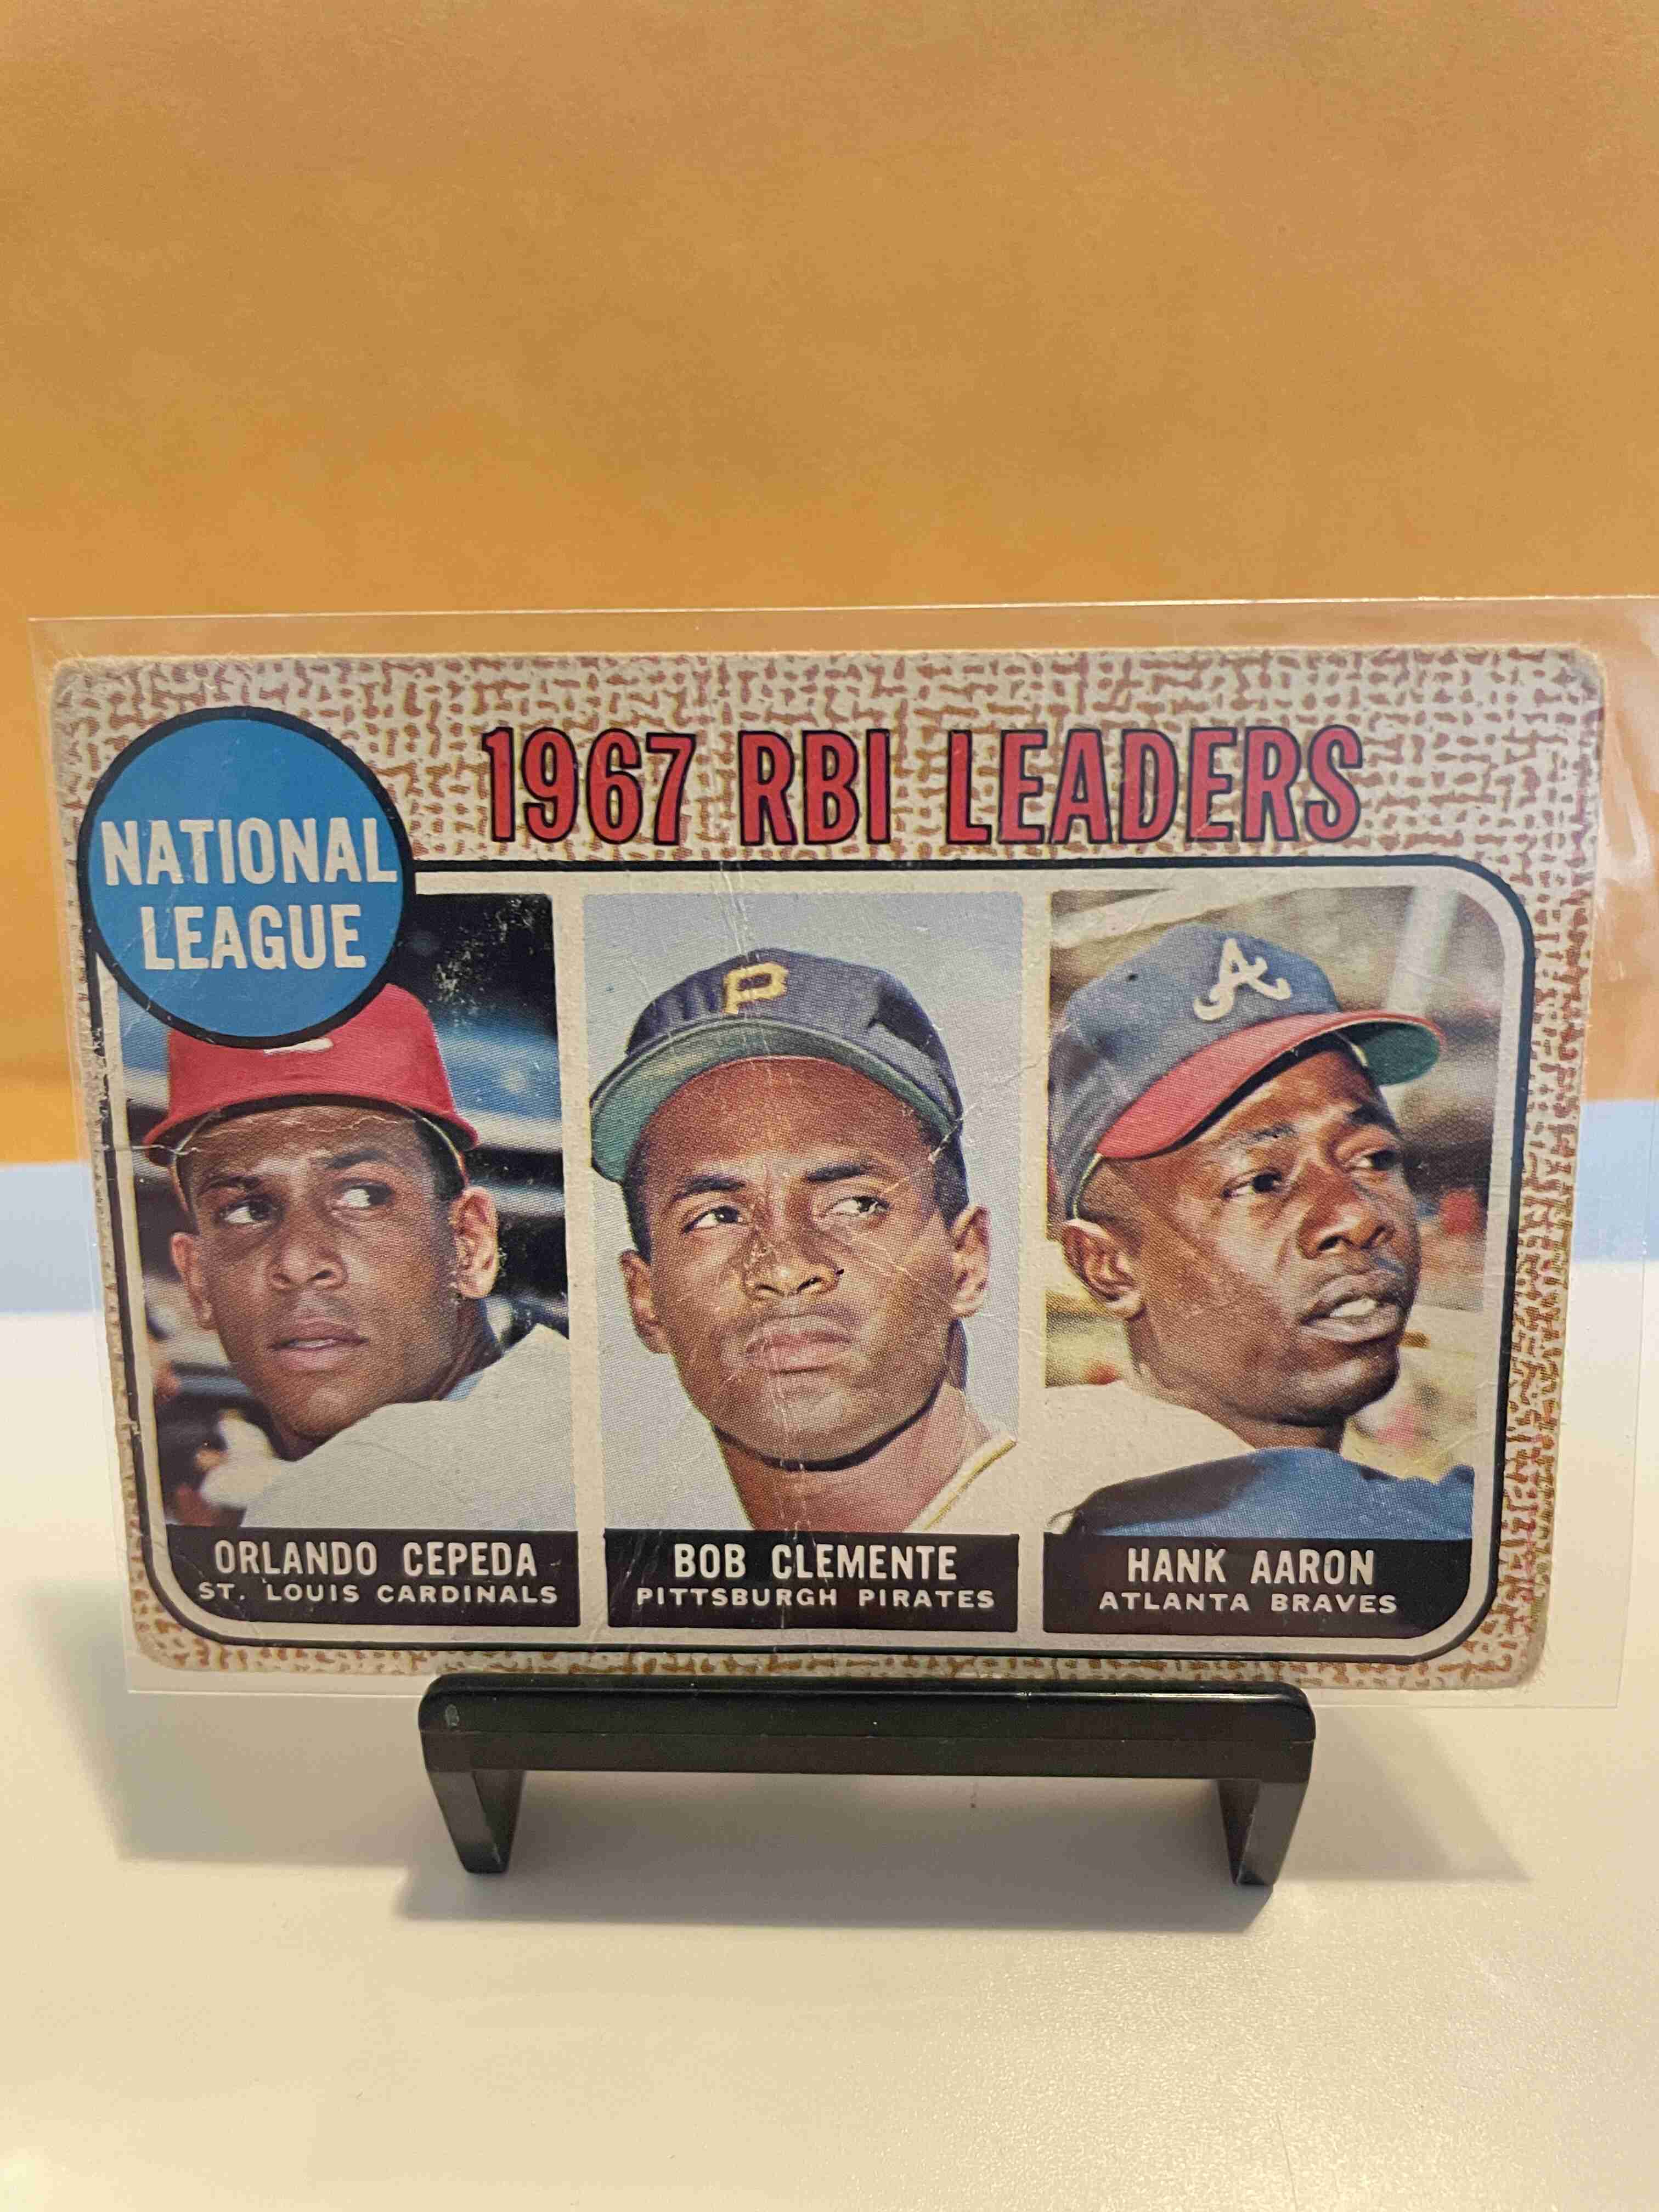 1967 RBI LEADERS
NATIONAL
LEAGUE
P
A
ORLANDO CEPEDA
ST. LOUIS CARDINALS
BOB CLEMENTE
PITTSBURGH PIRATES
HANK AARON
ATLANTA BRAVES